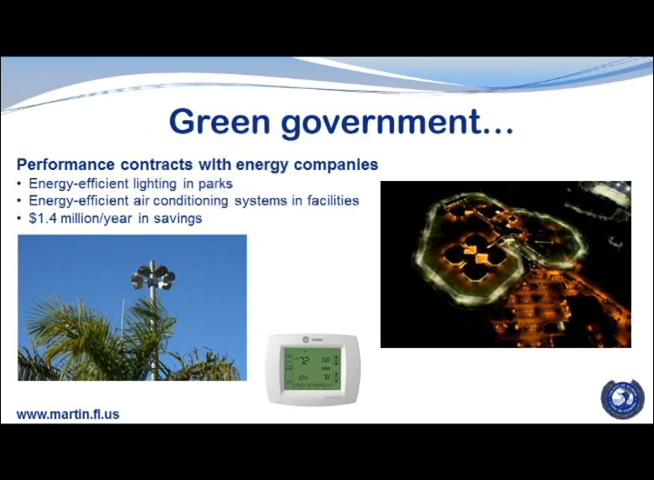 Green government...
Performance contracts with energy companies
• Energy-efficient lighting in parks
• Energy-efficient air conditioning systems in facilities
• $1.4 million/year in savings
www.martin.fl.us